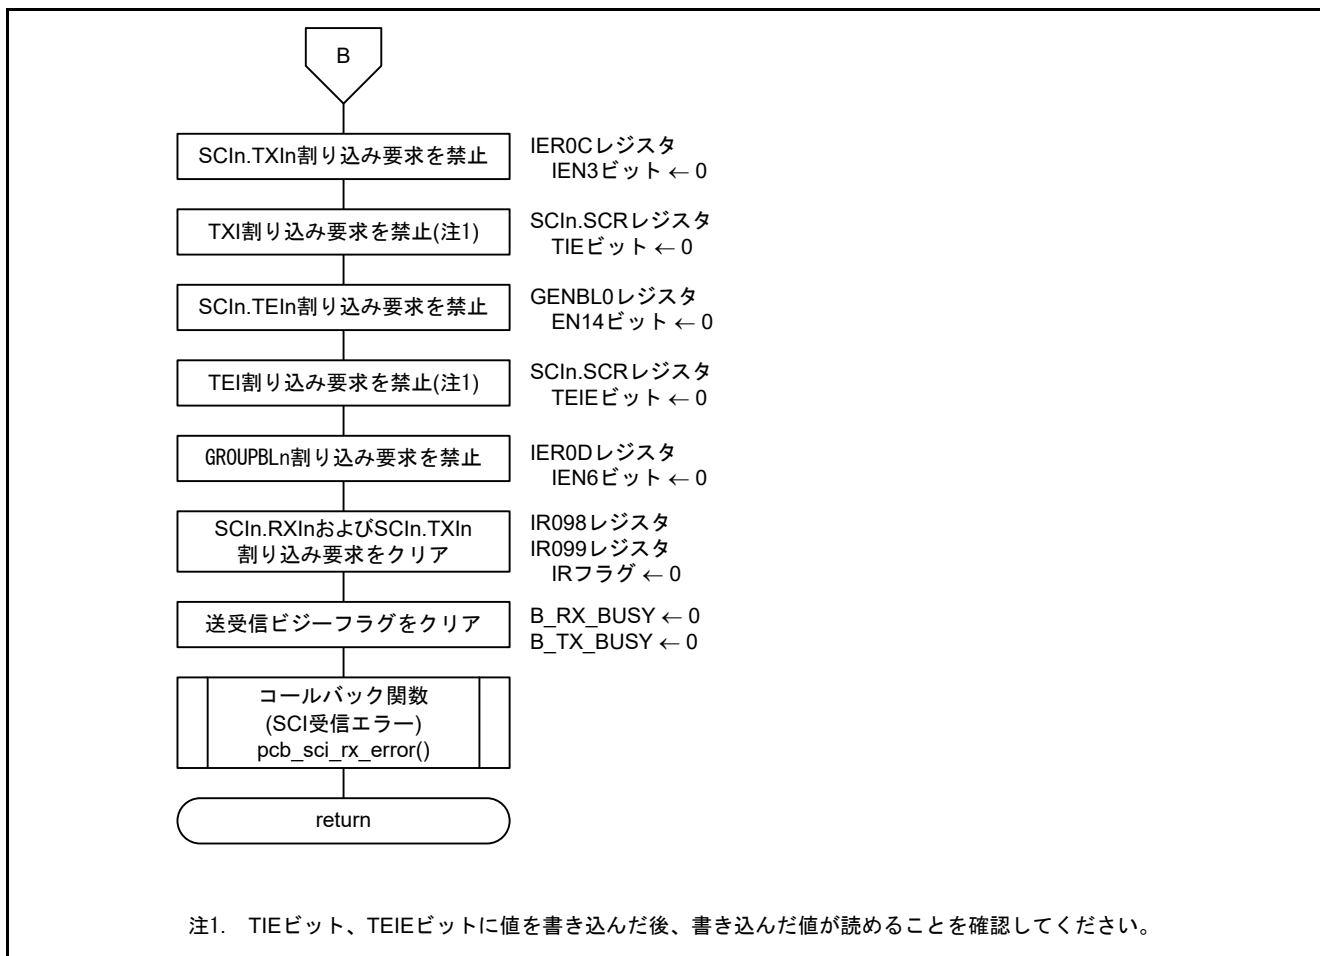 B
SCIn.TXIn割り込み要求を禁止
IER0Cレジスタ
IEN3ビット ← 0
TXI割り込み要求を禁止(注1)
SCIn.SCRレジスタ
TIEビット ← 0
SCIn.TEIn割り込み要求を禁止
GENBL0レジスタ
EN14ビット ← 0
TEI割り込み要求を禁止(注1)
SCIn.SCRレジスタ
TEIEビット ← 0
GROUPBLn割り込み要求を禁止
IER0Dレジスタ
IEN6ビット ← 0
SCIn.RXInおよびSCIn.TXIn
割り込み要求をクリア
IR098レジスタ
IR099レジスタ
IRフラグ ← 0
送受信ビジーフラグをクリア
B_RX_BUSY ← 0
B_TX_BUSY ← 0
コールバック関数
(SCI受信エラー)
pcb_sci_rx_error()
return
注1. TIEビット、TEIEビットに値を書き込んだ後、書き込んだ値が読めることを確認してください。